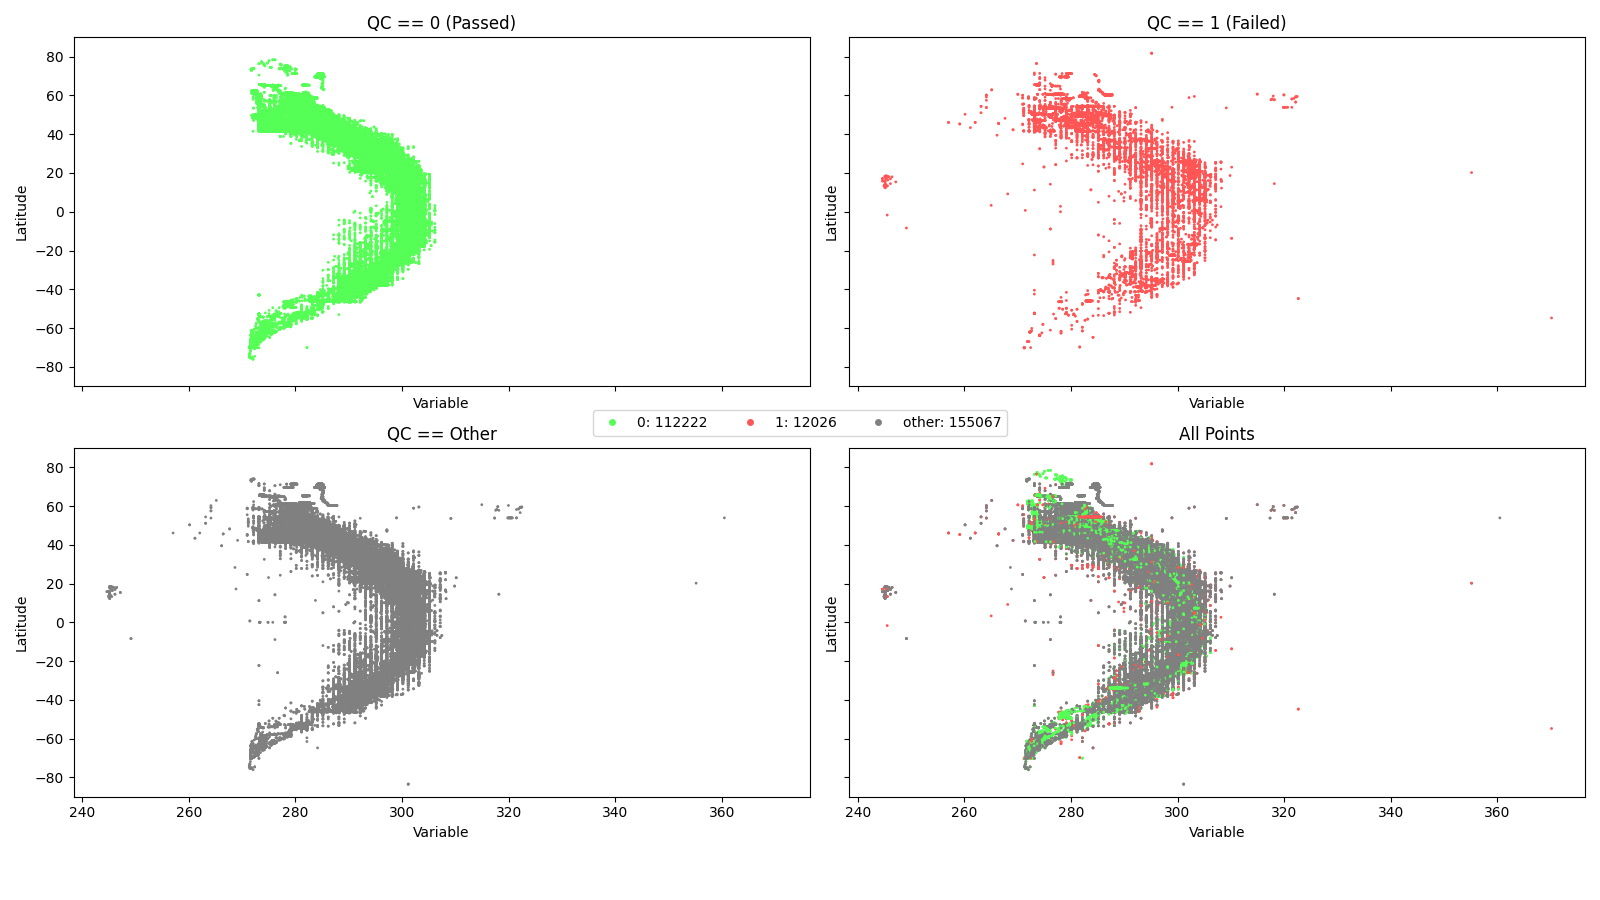 QC == 0 (Passed)
80
60
40
20
0
−20
−40
−60
−80
Latitude
Variable
QC == 1 (Failed)
Latitude
Variable
0: 112222 1: 12026 other: 155067
QC == Other
80
60
40
20
0
−20
−40
−60
−80
Latitude
240 260 280 300 320 340 360
Variable
All Points
Latitude
240 260 280 300 320 340 360
Variable